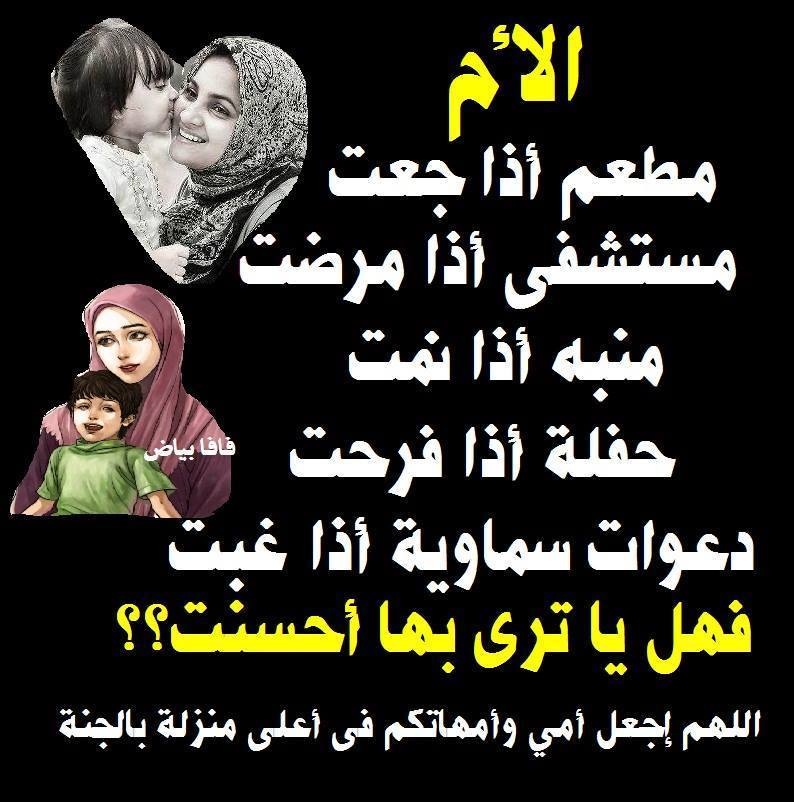 الأم
مطعم أذا جعت
مستشفى أذا مرضت
منبه أذا نمت
حفلة أذا فرحت
فافا بياض
دعوات سماوية أذا غبت
فهل يا ترى بها أحسنت؟؟
اللهم إجعل أمي وأمهاتكم فى أعلى منزلة بالجنة